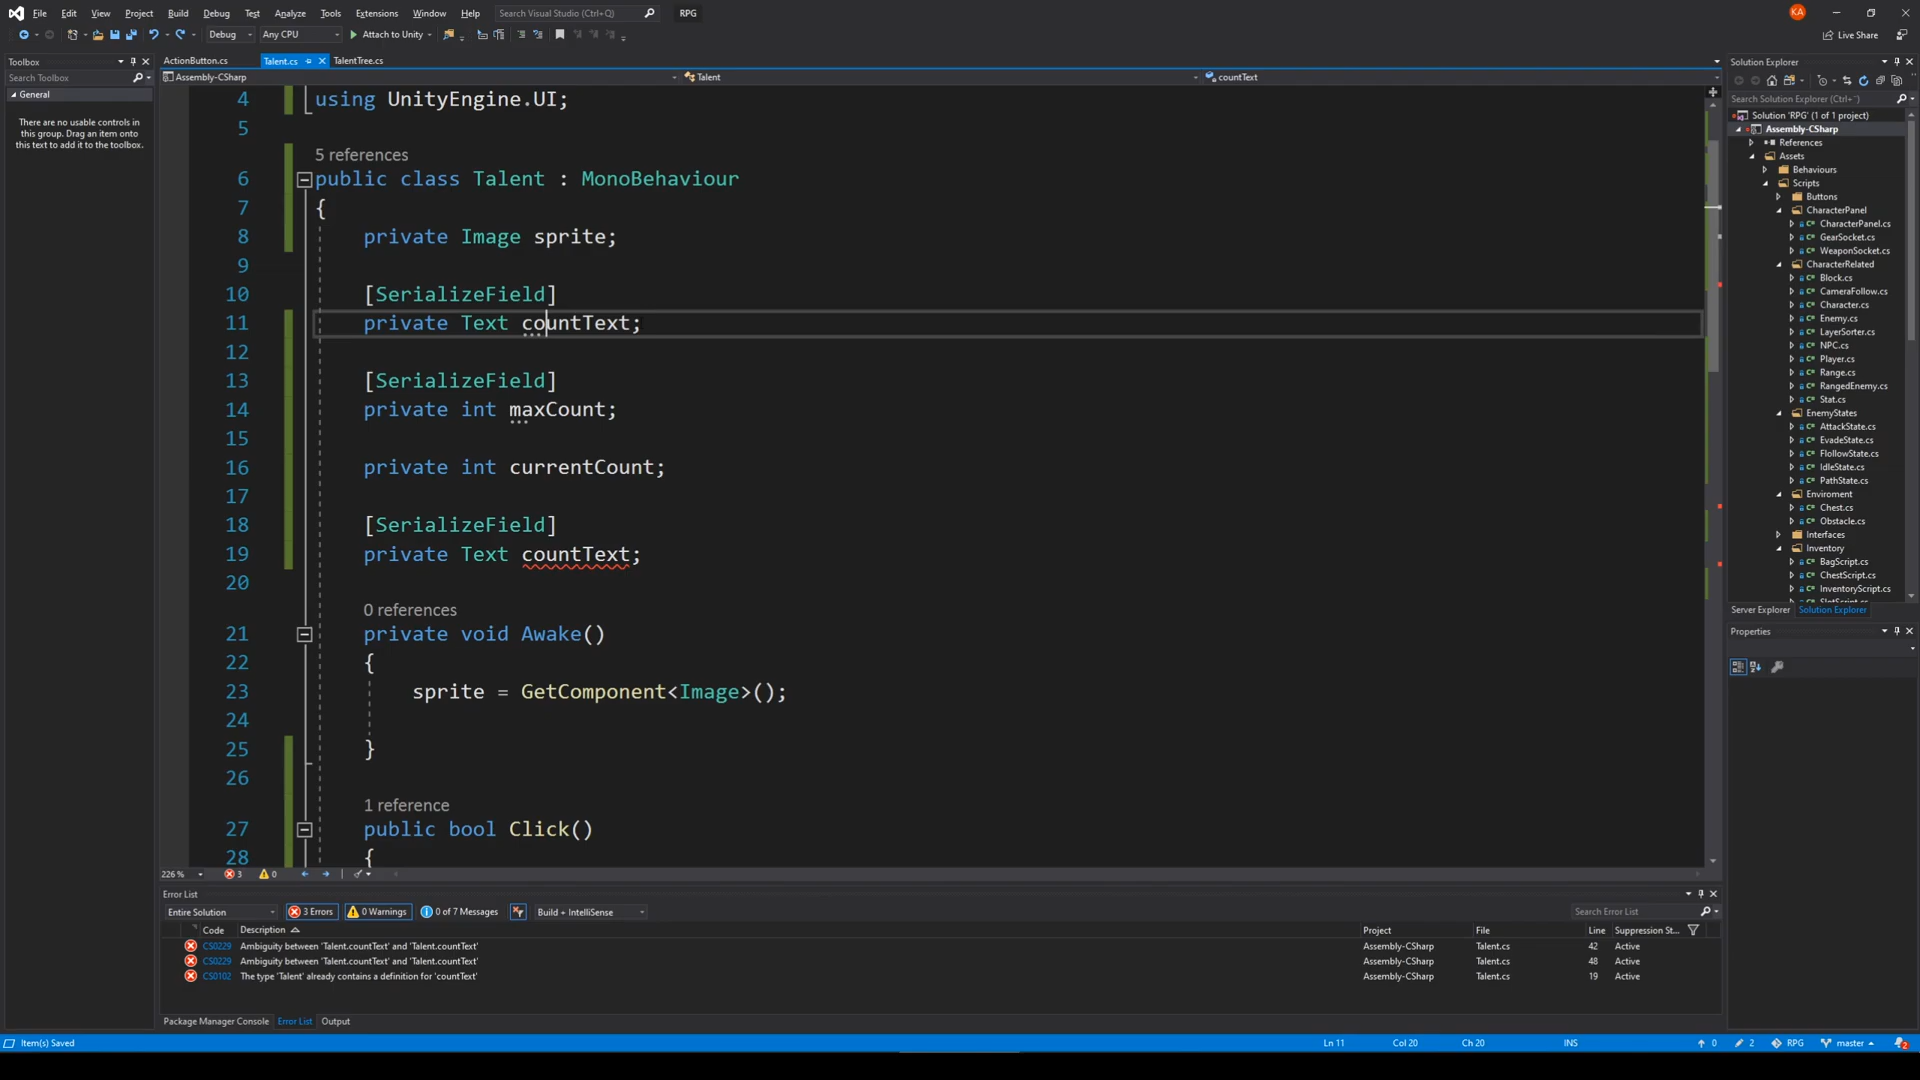 File Edit View Project Build Debug Test Analyze Tools Extensions Window Help Search Visual Studio (Ctrl+Q) RPG KA
Debug Any CPU Attach to Unity Live Share
Toolbox
Search Toolbox
General
There are no usable controls in
this group. Drag an item onto
this text to add it to the toolbox.
ActionButton.cs Talent.cs TalentTree.cs
Assembly-CSharp Talent countText
4 using UnityEngine.UI;
5
5 references
6 public class Talent : MonoBehaviour
7 {
8 private Image sprite;
9
10 [SerializeField]
11 private Text countText;
12
13 [SerializeField]
14 private int maxCount;
15
16 private int currentCount;
17
18 [SerializeField]
19 private Text countText;
20
0 references
21 private void Awake()
22 {
23 sprite = GetComponent<Image>();
24
25 }
26
1 reference
27 public bool Click()
28 {
226 % 3 0
Error List
Entire Solution 3 Errors 0 Warnings 0 of 7 Messages Build + IntelliSense Search Error List
Code Description Project File Line Suppression St...
CS0229 Ambiguity between 'Talent.countText' and 'Talent.countText' Assembly-CSharp Talent.cs 42 Active
CS0229 Ambiguity between 'Talent.countText' and 'Talent.countText' Assembly-CSharp Talent.cs 48 Active
CS0102 The type 'Talent' already contains a definition for 'countText' Assembly-CSharp Talent.cs 19 Active
Package Manager Console Error List Output
Item(s) Saved Ln 11 Col 20 Ch 20 INS 0 2 RPG master 2
Solution Explorer
Search Solution Explorer (Ctrl+¨)
Solution 'RPG' (1 of 1 project)
Assembly-CSharp
References
Assets
Behaviours
Scripts
Buttons
CharacterPanel
CharacterPanel.cs
GearSocket.cs
WeaponSocket.cs
CharacterRelated
Block.cs
CameraFollow.cs
Character.cs
Enemy.cs
LayerSorter.cs
NPC.cs
Player.cs
Range.cs
RangedEnemy.cs
Stat.cs
EnemyStates
AttackState.cs
EvadeState.cs
FlollowState.cs
IdleState.cs
PathState.cs
Enviroment
Chest.cs
Obstacle.cs
Interfaces
Inventory
BagScript.cs
ChestScript.cs
InventoryScript.cs
SlotScript.cs
Server Explorer Solution Explorer
Properties